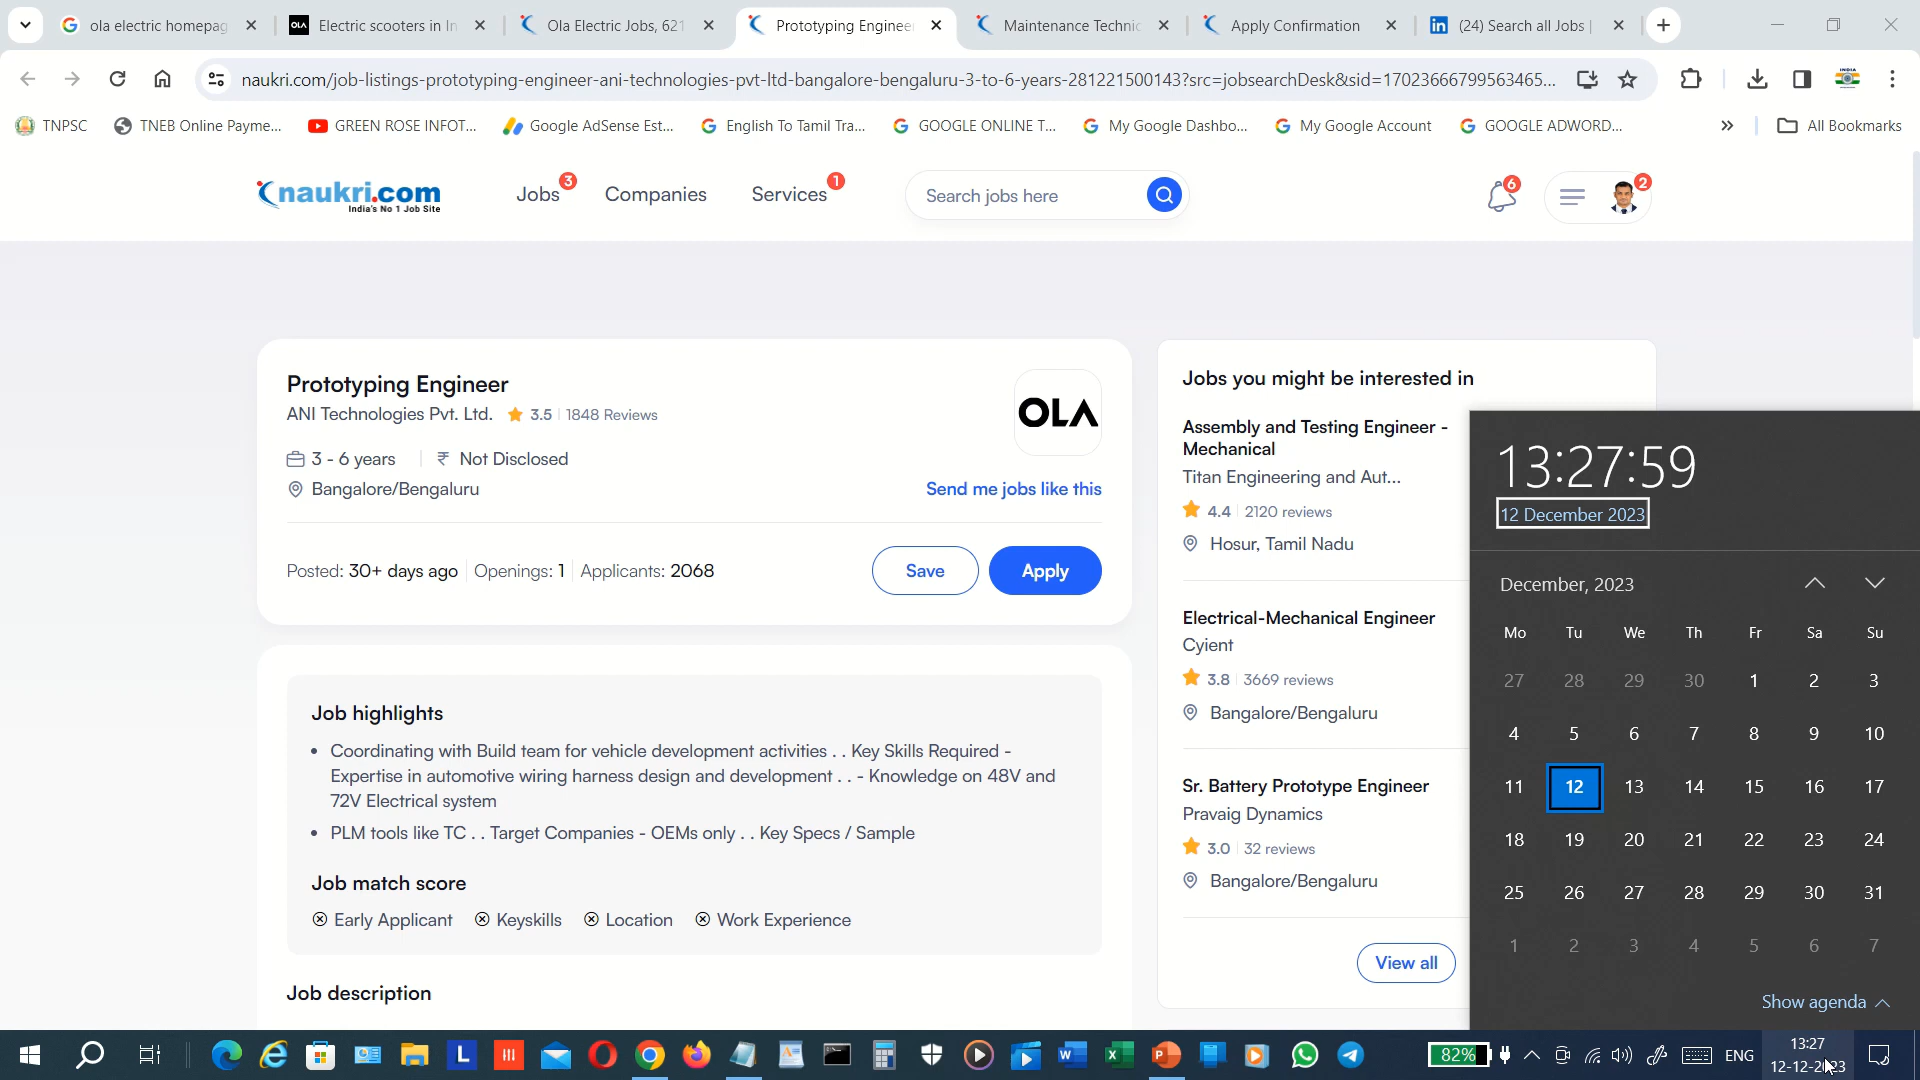 ola electric homepag
Electric scooters in In
Ola Electric Jobs, 621
Prototyping Enginee
Maintenance Technic
Apply Confirmation
(24) Search all Jobs |
naukri.com/job-listings-prototyping-engineer-ani-technologies-pvt-ltd-bangalore-bengaluru-3-to-6-years-281221500143?src=jobsearchDesk&sid=17023666799563465...
TNPSC
TNEB Online Payme...
GREEN ROSE INFOT...
Google AdSense Est...
English To Tamil Tra...
GOOGLE ONLINE T...
My Google Dashbo...
My Google Account
GOOGLE ADWORD...
All Bookmarks
naukri.com
India's No 1 Job Site
Jobs 3
Companies
Services 1
Search jobs here
6
2
Prototyping Engineer
ANI Technologies Pvt. Ltd. 3.5 | 1848 Reviews
OLA
3 - 6 years ₹ Not Disclosed
Bangalore/Bengaluru
Send me jobs like this
Posted: 30+ days ago Openings: 1 Applicants: 2068
Save
Apply
Job highlights
• Coordinating with Build team for vehicle development activities . . Key Skills Required -
Expertise in automotive wiring harness design and development . . - Knowledge on 48V and
72V Electrical system
• PLM tools like TC . . Target Companies - OEMs only . . Key Specs / Sample
Job match score
Early Applicant Keyskills Location Work Experience
Job description
Jobs you might be interested in
Assembly and Testing Engineer -
Mechanical
Titan Engineering and Aut...
4.4 2120 reviews
Hosur, Tamil Nadu
Electrical-Mechanical Engineer
Cyient
3.8 3669 reviews
Bangalore/Bengaluru
Sr. Battery Prototype Engineer
Pravaig Dynamics
3.0 32 reviews
Bangalore/Bengaluru
View all
13:27:59
12 December 2023
December, 2023
Mo Tu We Th Fr Sa Su
27 28 29 30 1 2 3
4 5 6 7 8 9 10
11 12 13 14 15 16 17
18 19 20 21 22 23 24
25 26 27 28 29 30 31
1 2 3 4 5 6 7
Show agenda
82%
ENG
13:27
12-12-2023